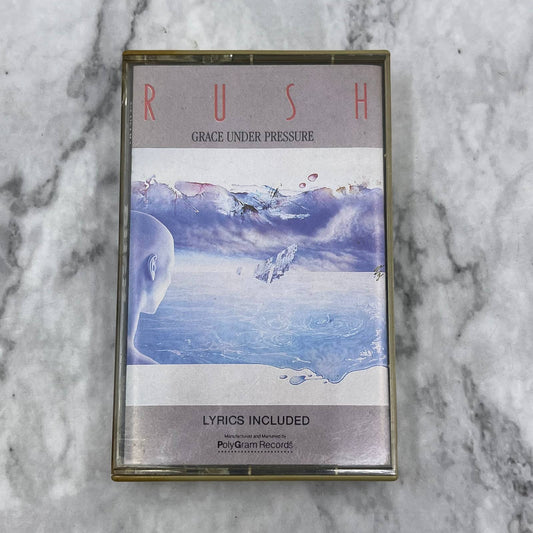 RUSH
GRACE UNDER PRESSURE
LYRICS INCLUDED
Manufactured and Marketed by
PolyGram Records